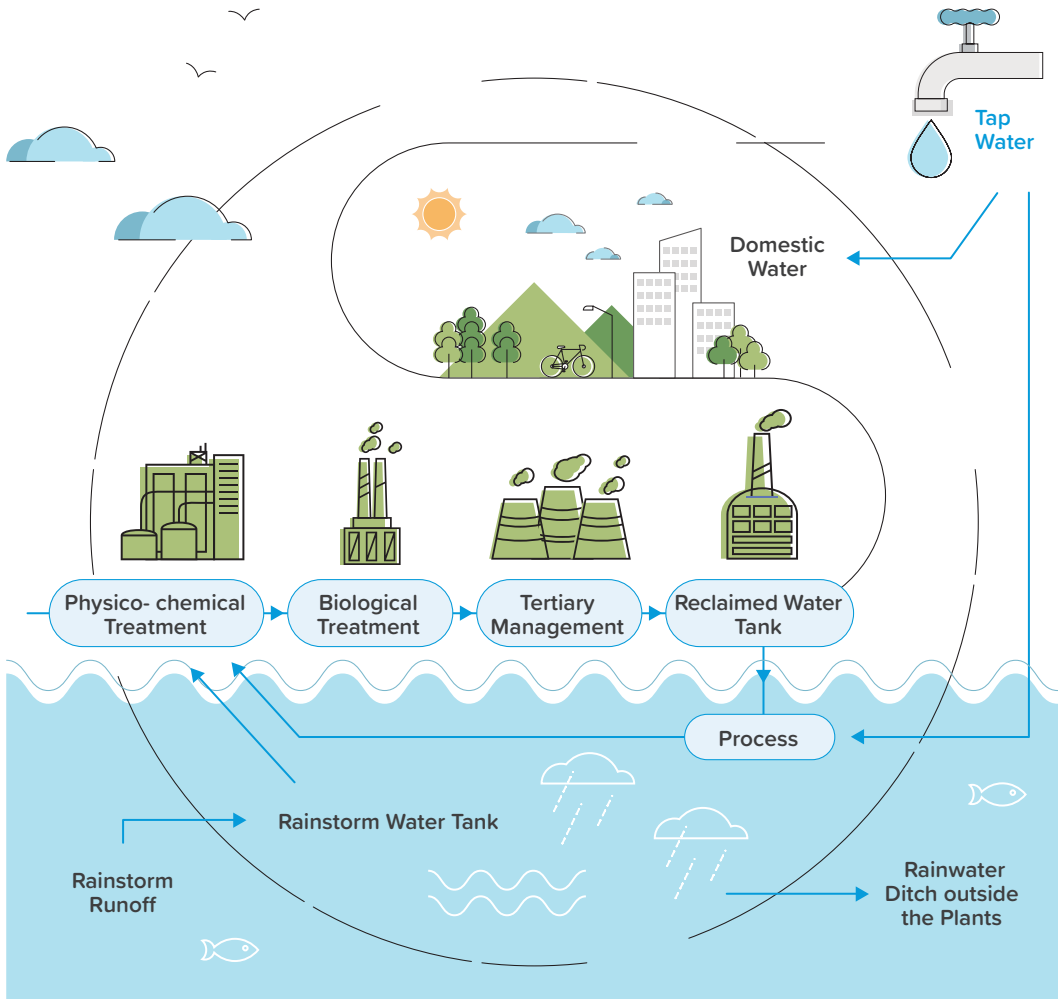 Tap
Water
Domestic
Water
Physico- chemical
Treatment
Biological
Treatment
Tertiary
Management
Reclaimed Water
Tank
Process
Rainstorm Water Tank
Rainstorm
Runoff
Rainwater
Ditch outside
the Plants